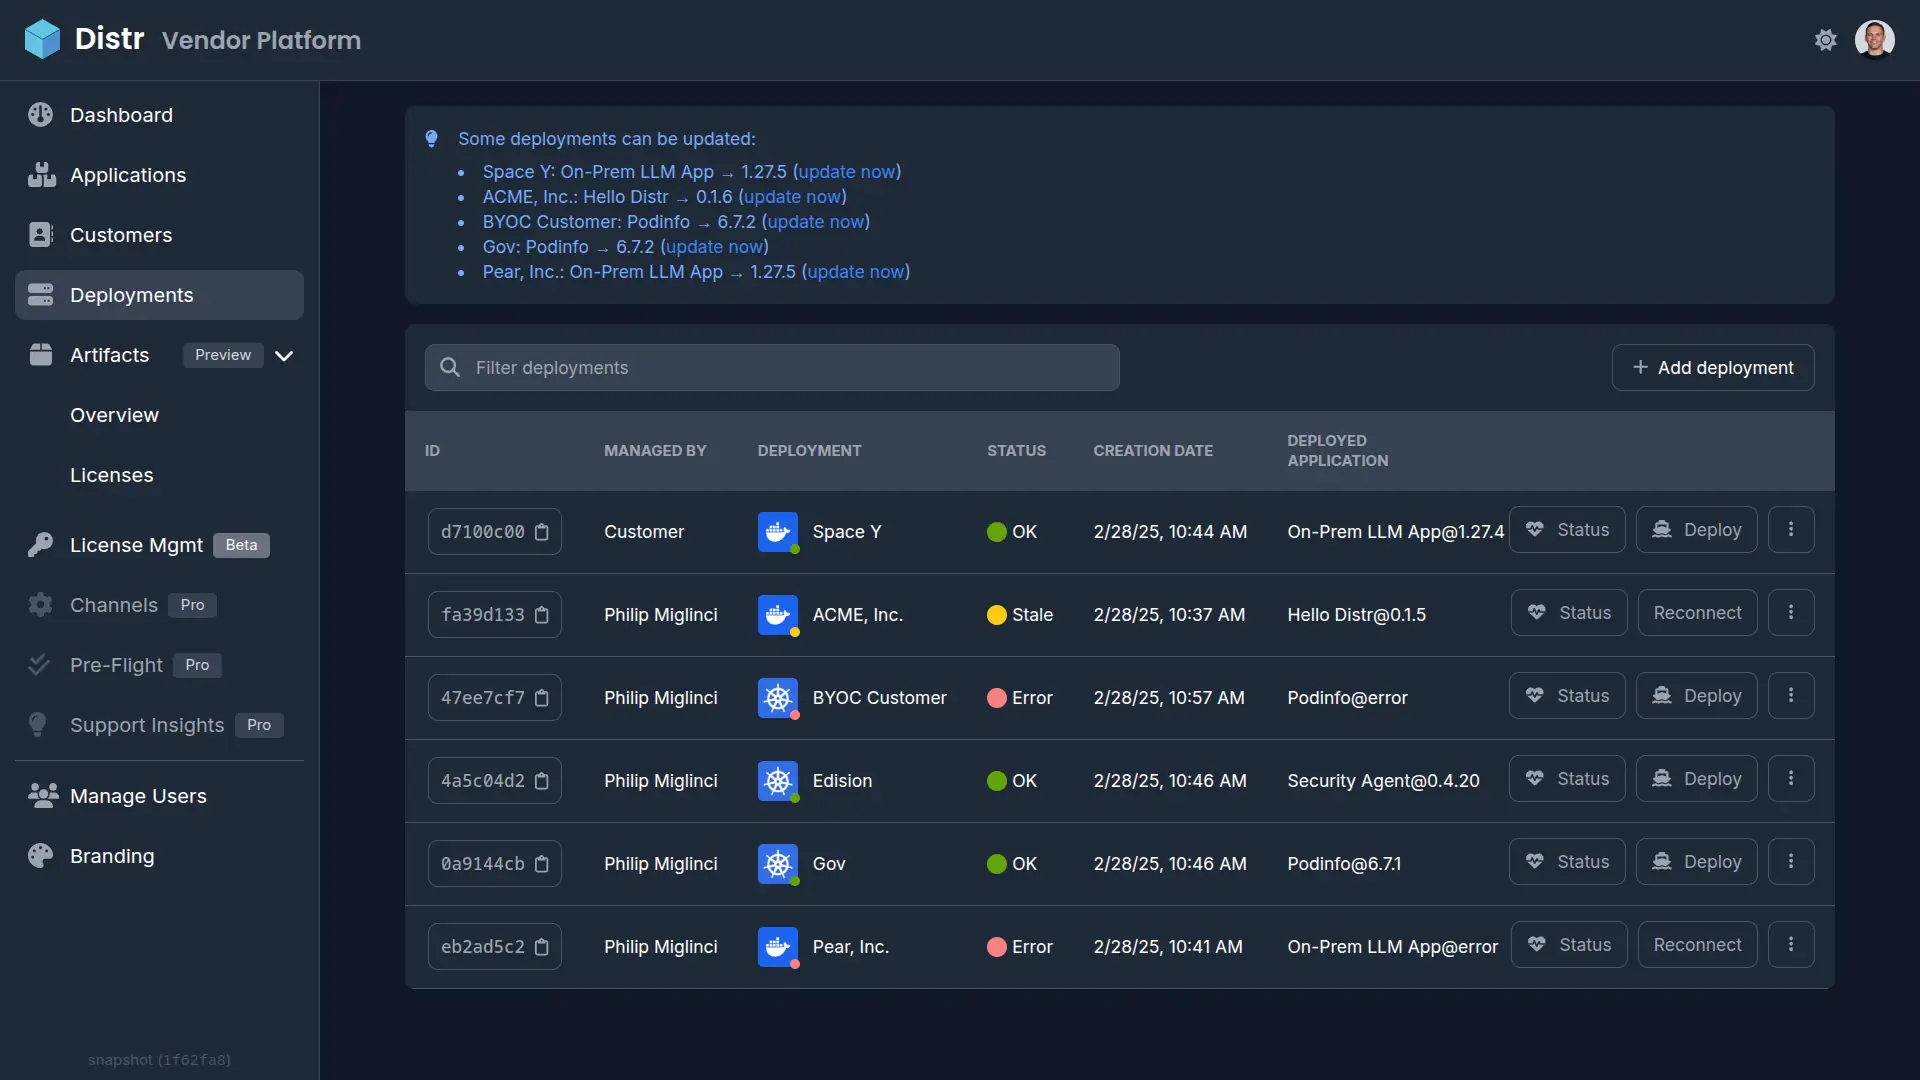 Distr Vendor Platform
Dashboard
Applications
Customers
Deployments
Artifacts Preview
Overview
Licenses
License Mgmt Beta
Channels Pro
Pre-Flight Pro
Support Insights Pro
Manage Users
Branding
snapshot (1f62fa8)
Some deployments can be updated:
• Space Y: On-Prem LLM App → 1.27.5 (update now)
• ACME, Inc.: Hello Distr → 0.1.6 (update now)
• BYOC Customer: Podinfo → 6.7.2 (update now)
• Gov: Podinfo → 6.7.2 (update now)
• Pear, Inc.: On-Prem LLM App → 1.27.5 (update now)
Filter deployments
+ Add deployment
ID MANAGED BY DEPLOYMENT STATUS CREATION DATE DEPLOYED
APPLICATION
d7100c00 Customer Space Y OK 2/28/25, 10:44 AM On-Prem LLM App@1.27.4 Status Deploy
fa39d133 Philip Miglinci ACME, Inc. Stale 2/28/25, 10:37 AM Hello Distr@0.1.5 Status Reconnect
47ee7cf7 Philip Miglinci BYOC Customer Error 2/28/25, 10:57 AM Podinfo@error Status Deploy
4a5c04d2 Philip Miglinci Edision OK 2/28/25, 10:46 AM Security Agent@0.4.20 Status Deploy
0a9144cb Philip Miglinci Gov OK 2/28/25, 10:46 AM Podinfo@6.7.1 Status Deploy
eb2ad5c2 Philip Miglinci Pear, Inc. Error 2/28/25, 10:41 AM On-Prem LLM App@error Status Reconnect